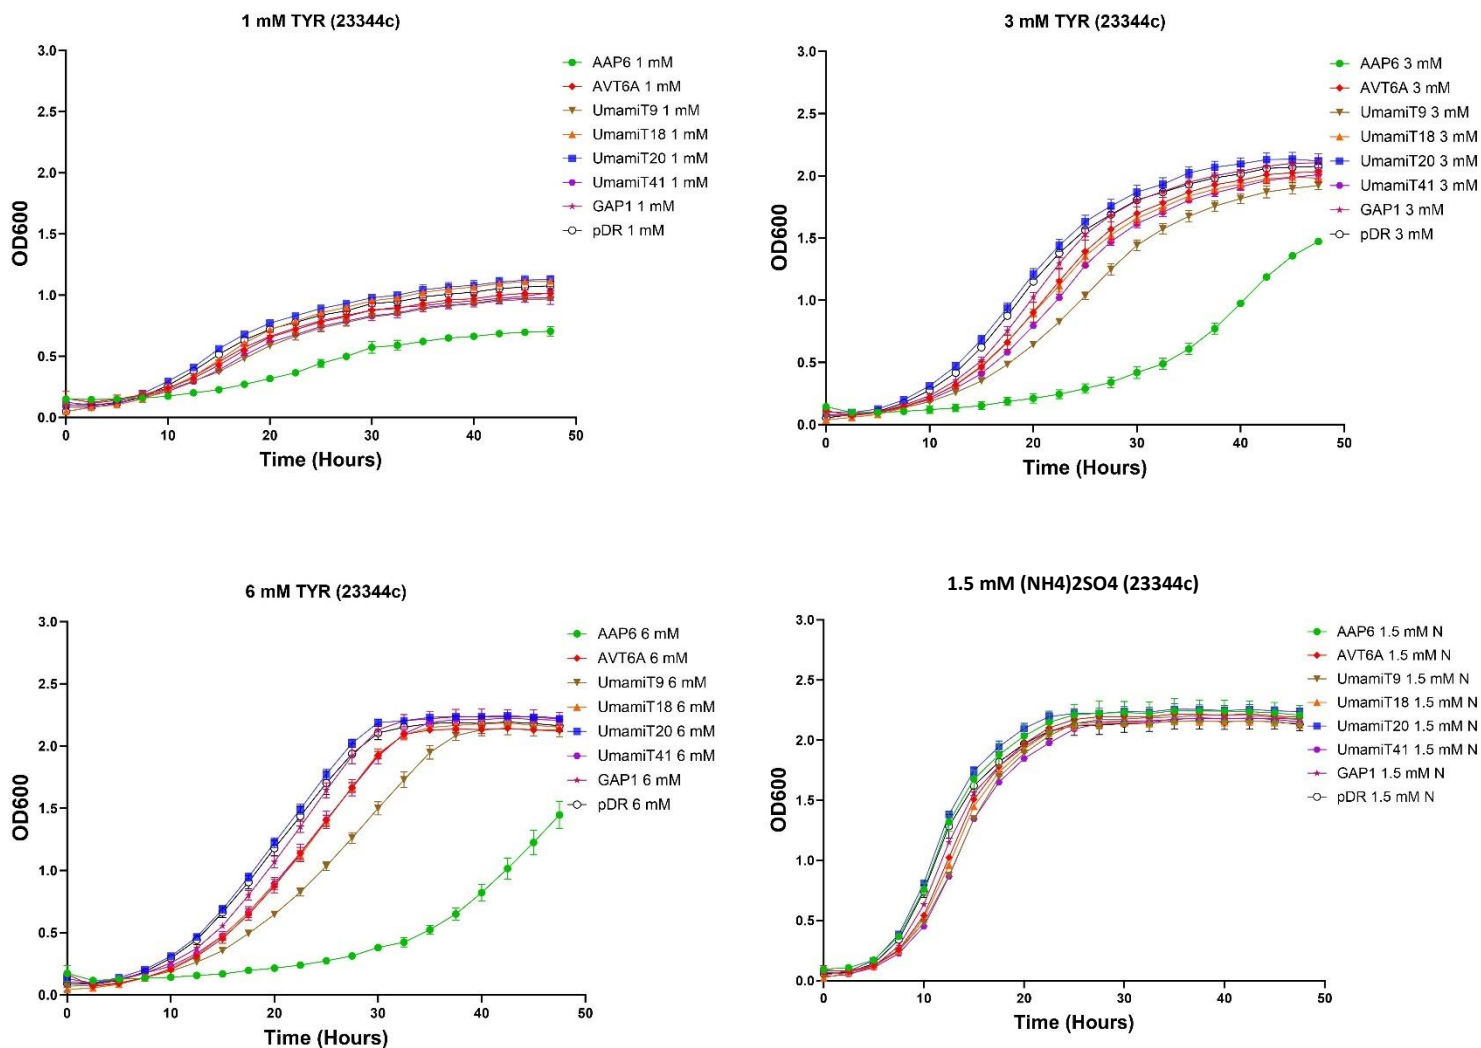 1 mM TYR (23344c)
3.0
2.5
2.0
1.5
1.0
0.5
0.0
OD600
0 10 20 30 40 50
Time (Hours)
AAP6 1 mM
AVT6A 1 mM
UmamiT9 1 mM
UmamiT18 1 mM
UmamiT20 1 mM
UmamiT41 1 mM
GAP1 1 mM
pDR 1 mM
3 mM TYR (23344c)
3.0
2.5
2.0
1.5
1.0
0.5
0.0
OD600
0 10 20 30 40 50
Time (Hours)
AAP6 3 mM
AVT6A 3 mM
UmamiT9 3 mM
UmamiT18 3 mM
UmamiT20 3 mM
UmamiT41 3 mM
GAP1 3 mM
pDR 3 mM
6 mM TYR (23344c)
3.0
2.5
2.0
1.5
1.0
0.5
0.0
OD600
0 10 20 30 40 50
Time (Hours)
AAP6 6 mM
AVT6A 6 mM
UmamiT9 6 mM
UmamiT18 6 mM
UmamiT20 6 mM
UmamiT41 6 mM
GAP1 6 mM
pDR 6 mM
1.5 mM (NH4)2SO4 (23344c)
3.0
2.5
2.0
1.5
1.0
0.5
0.0
OD600
0 10 20 30 40 50
Time (Hours)
AAP6 1.5 mM N
AVT6A 1.5 mM N
UmamiT9 1.5 mM N
UmamiT18 1.5 mM N
UmamiT20 1.5 mM N
UmamiT41 1.5 mM N
GAP1 1.5 mM N
pDR 1.5 mM N